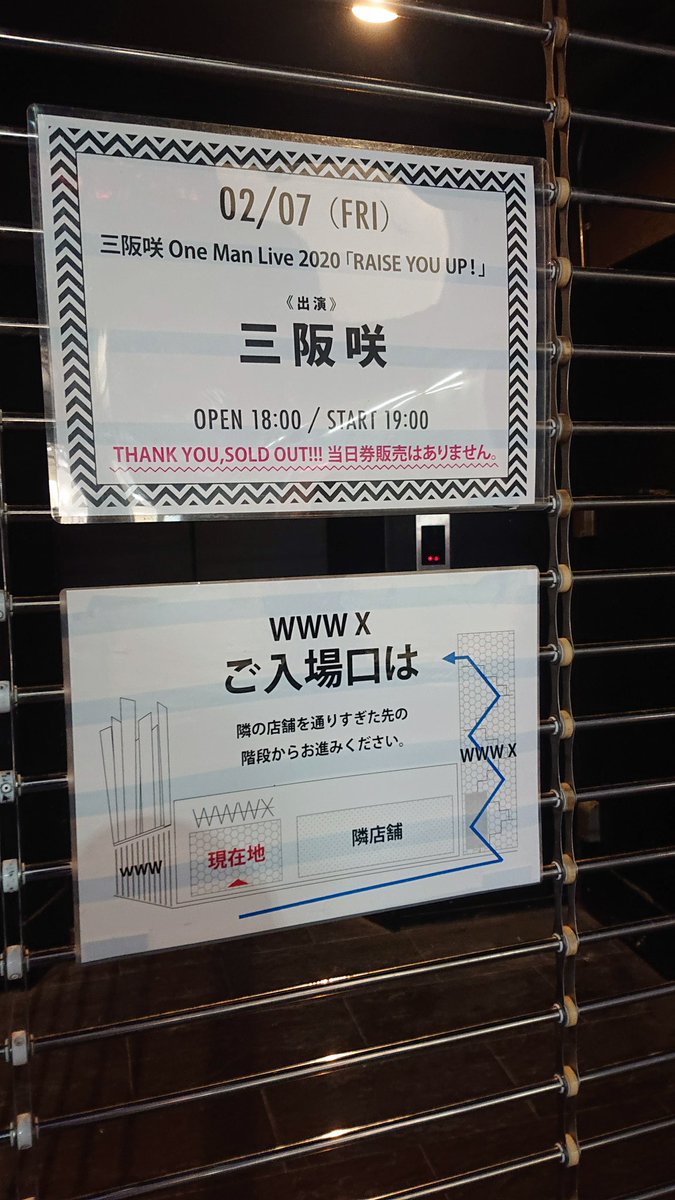 02/07 (FRI)
三阪咲 One Man Live 2020「RAISE YOU UP!」
《出演》
三阪咲
OPEN 18:00 / START 19:00
THANK YOU,SOLD OUT!!! 当日券販売はありません。
WWW X
ご入場口は
隣の店舗を通りすぎた先の
階段からお進みください。
WWW X
WWWX
隣店舗
現在地
WWW